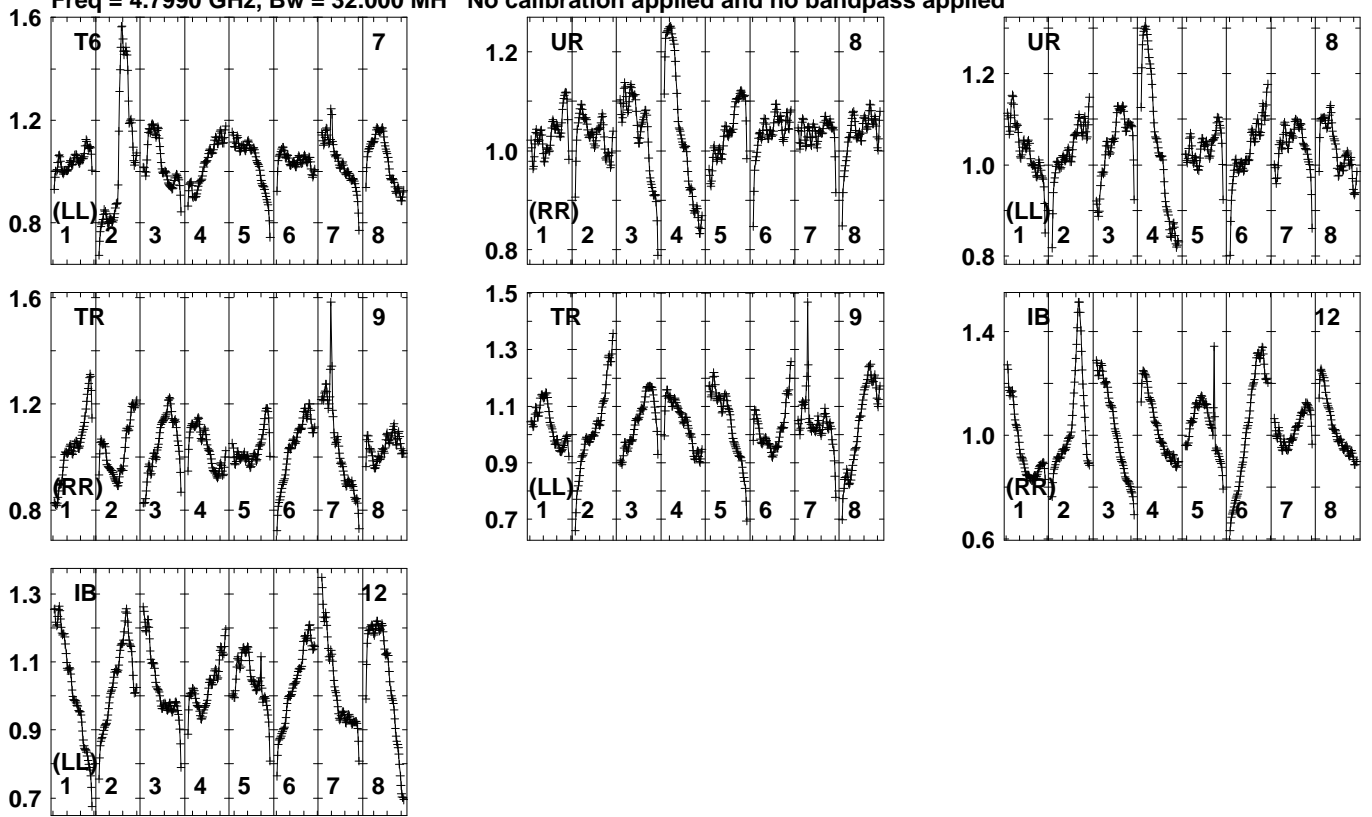 Freq = 4.7990 GHz, Bw = 32.000 MH No calibration applied and no bandpass applied
1.6 T6 7
1.2
0.8 (LL)
1 2 3 4 5 6 7 8
UR 8
1.2
1.0
0.8 (RR)
1 2 3 4 5 6 7 8
UR 8
1.2
1.0
0.8 (LL)
1 2 3 4 5 6 7 8
1.6 TR 9
1.2
0.8 (RR)
1 2 3 4 5 6 7 8
1.5 TR 9
1.3
1.1
0.9
0.7 (LL)
1 2 3 4 5 6 7 8
IB 12
1.4
1.0
(RR)
0.6
1 2 3 4 5 6 7 8
IB 12
1.3
1.1
0.9
0.7 (LL)
1 2 3 4 5 6 7 8